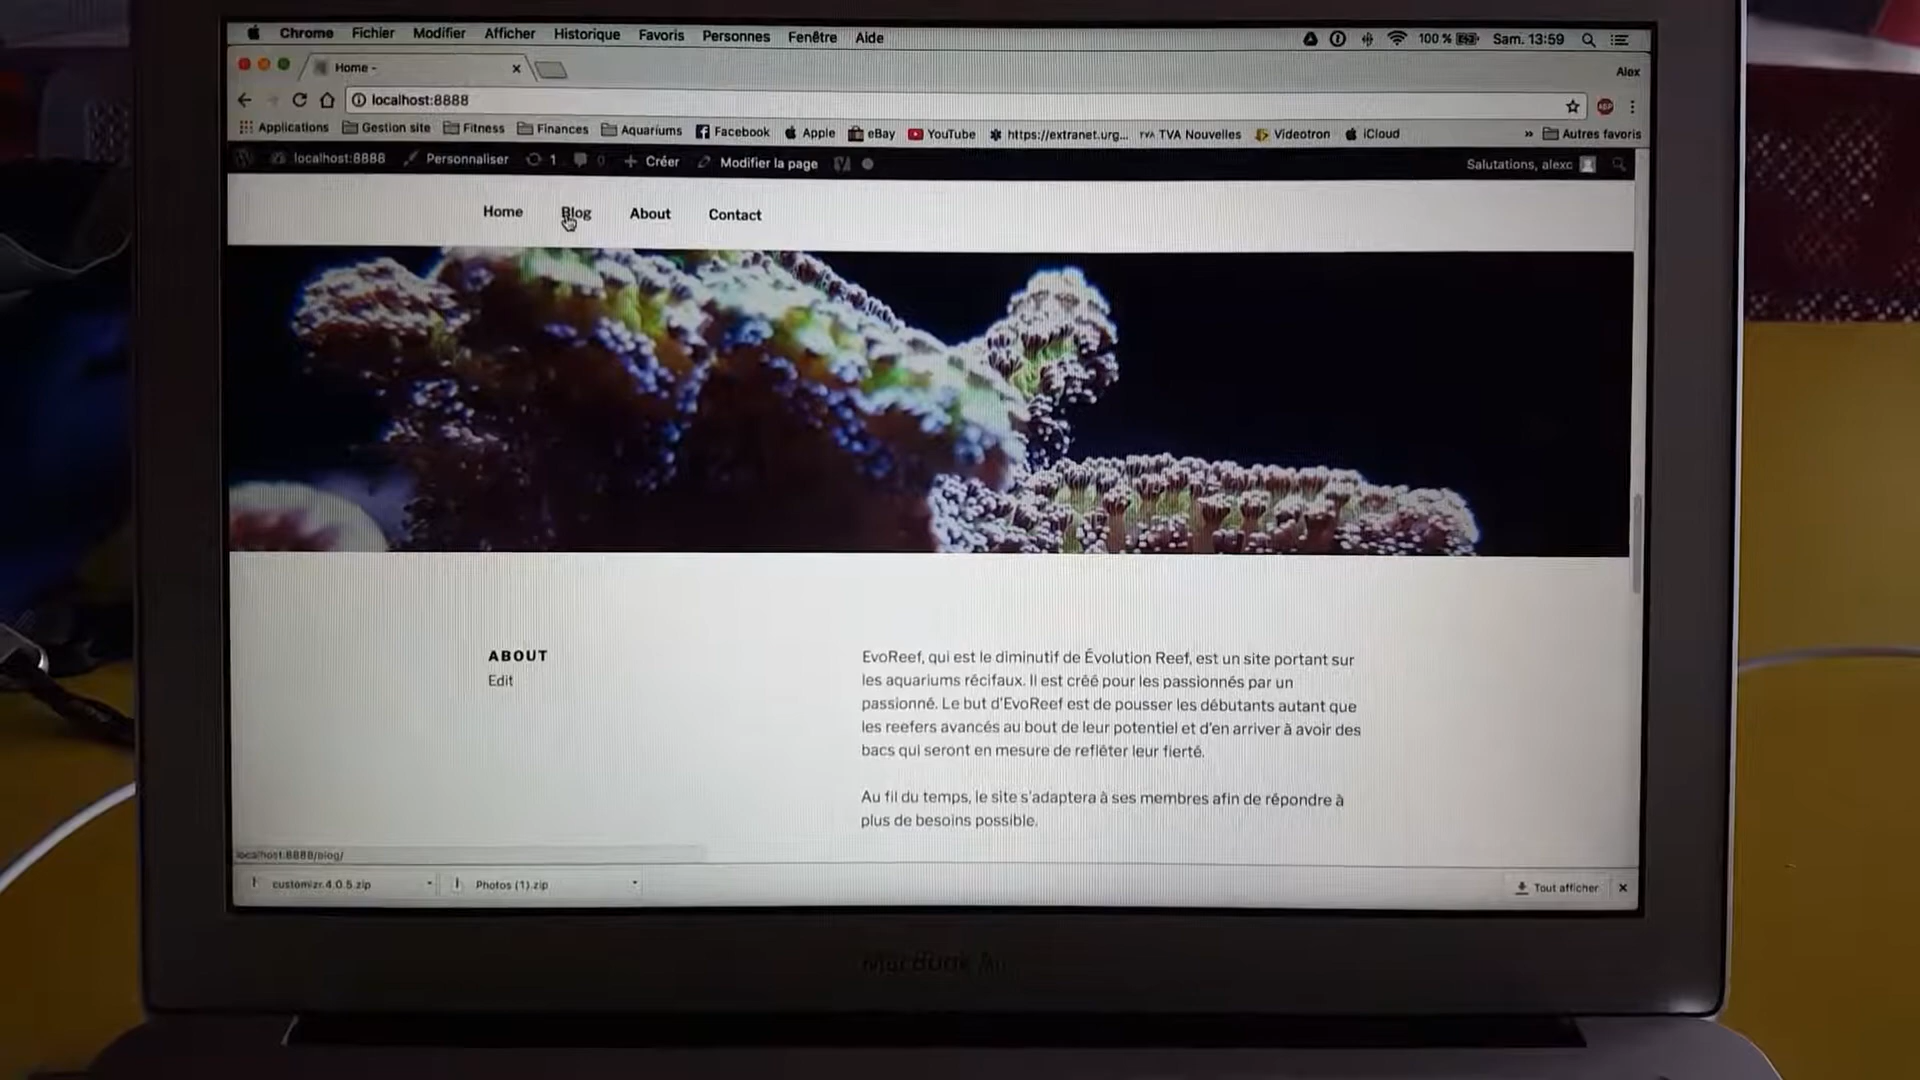 Chrome Fichier Modifier Afficher Historique Favoris Personnes Fenêtre Aide 100 % Sam. 13:59
Home -
Alex
localhost:8888
ABP
Applications Gestion site Fitness Finances Aquariums Facebook Apple eBay YouTube https://extranet.urg... TVA TVA Nouvelles Videotron iCloud » Autres favoris
localhost:8888 Personnaliser 1 0 + Créer Modifier la page Salutations, alexc
Home Blog About Contact
ABOUT
Edit
EvoReef, qui est le diminutif de Évolution Reef, est un site portant sur
les aquariums récifaux. Il est créé pour les passionnés par un
passionné. Le but d'EvoReef est de pousser les débutants autant que
les reefers avancés au bout de leur potentiel et d'en arriver à avoir des
bacs qui seront en mesure de refléter leur fierté.
Au fil du temps, le site s'adaptera à ses membres afin de répondre à
plus de besoins possible.
localhost:8888/blog/
customizr.4.0.5.zip Photos (1).zip Tout afficher
MacBook Air